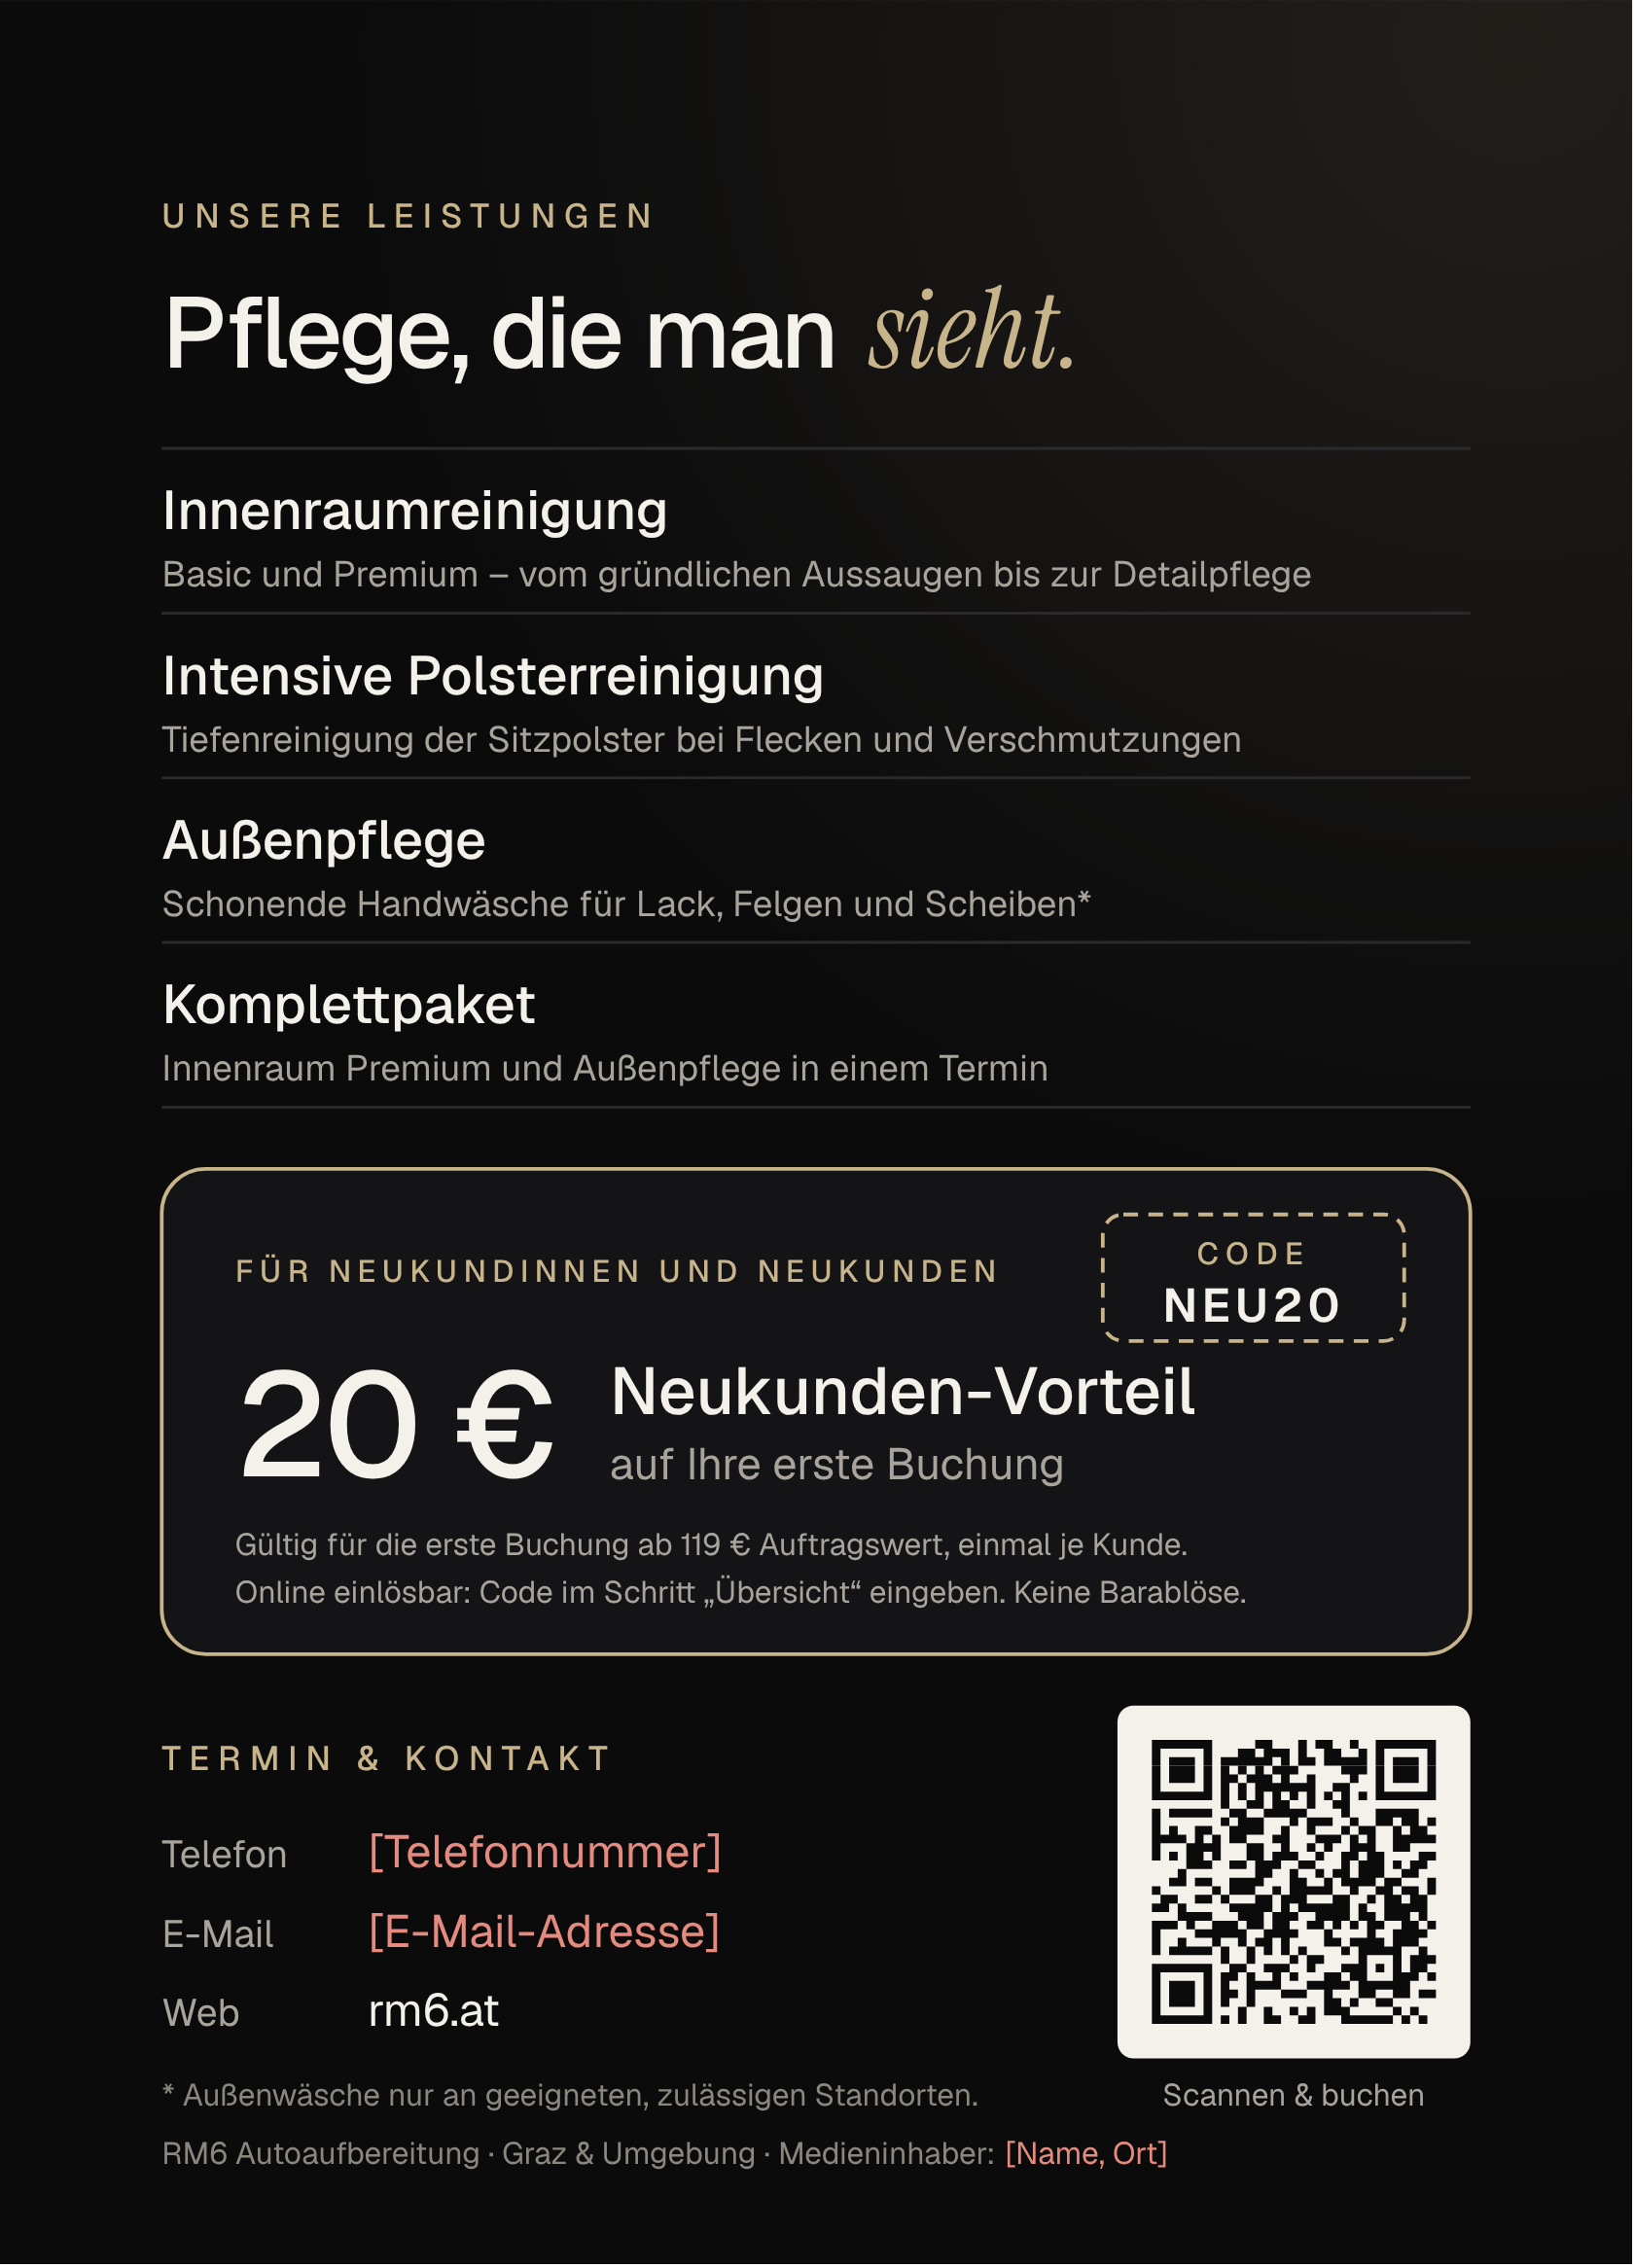 UNSERE LEISTUNGEN
Pflege, die man sieht.
Innenraumreinigung
Basic und Premium – vom gründlichen Aussaugen bis zur Detailpflege
Intensive Polsterreinigung
Tiefenreinigung der Sitzpolster bei Flecken und Verschmutzungen
Außenpflege
Schonende Handwäsche für Lack, Felgen und Scheiben*
Komplettpaket
Innenraum Premium und Außenpflege in einem Termin
FÜR NEUKUNDINNEN UND NEUKUNDEN
CODE
NEU20
20 €
Neukunden-Vorteil
auf Ihre erste Buchung
Gültig für die erste Buchung ab 119 € Auftragswert, einmal je Kunde.
Online einlösbar: Code im Schritt „Übersicht“ eingeben. Keine Barablöse.
TERMIN & KONTAKT
Telefon [Telefonnummer]
E-Mail [E-Mail-Adresse]
Web rm6.at
* Außenwäsche nur an geeigneten, zulässigen Standorten.
Scannen & buchen
RM6 Autoaufbereitung · Graz & Umgebung · Medieninhaber: [Name, Ort]